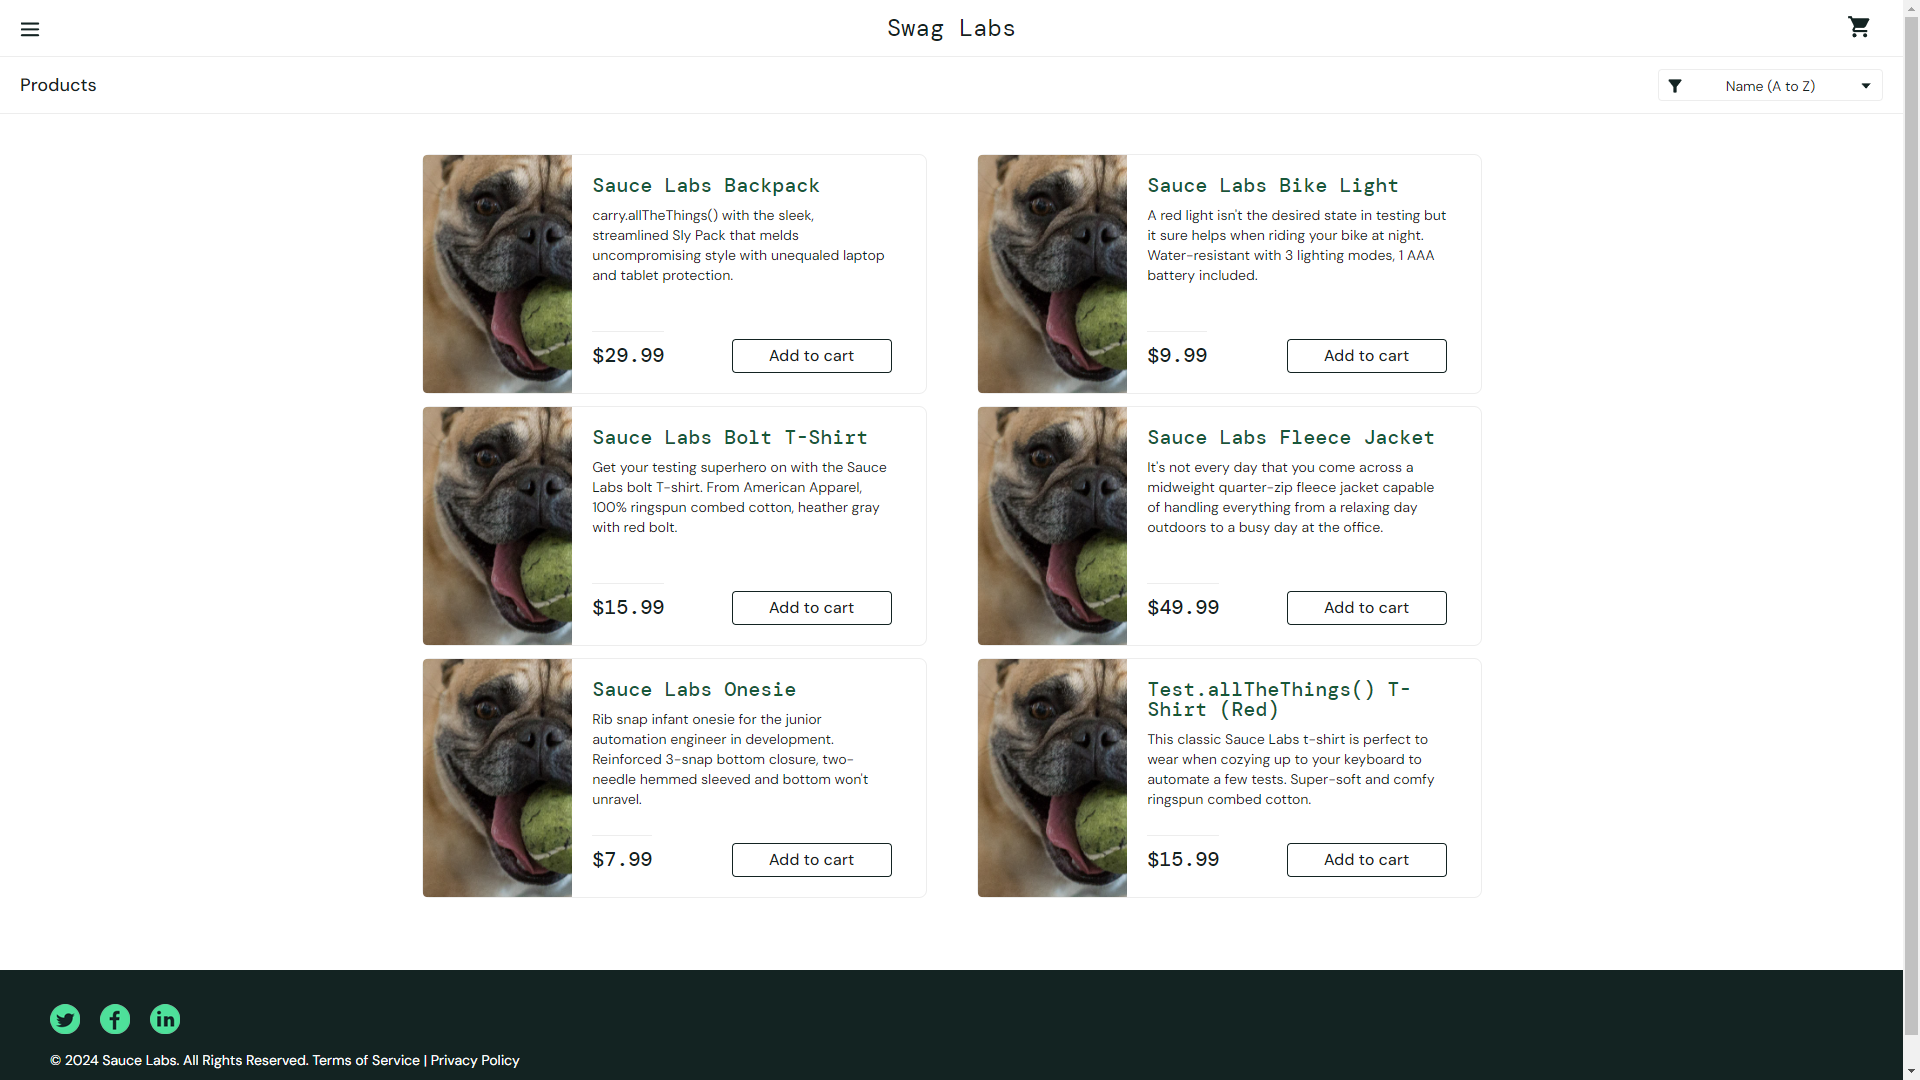 Swag Labs
Products
Name (A to Z)
Sauce Labs Backpack
carry.allTheThings() with the sleek,
streamlined Sly Pack that melds
uncompromising style with unequaled laptop
and tablet protection.
$29.99
Add to cart
Sauce Labs Bike Light
A red light isn't the desired state in testing but
it sure helps when riding your bike at night.
Water-resistant with 3 lighting modes, 1 AAA
battery included.
$9.99
Add to cart
Sauce Labs Bolt T-Shirt
Get your testing superhero on with the Sauce
Labs bolt T-shirt. From American Apparel,
100% ringspun combed cotton, heather gray
with red bolt.
$15.99
Add to cart
Sauce Labs Fleece Jacket
It's not every day that you come across a
midweight quarter-zip fleece jacket capable
of handling everything from a relaxing day
outdoors to a busy day at the office.
$49.99
Add to cart
Sauce Labs Onesie
Rib snap infant onesie for the junior
automation engineer in development.
Reinforced 3-snap bottom closure, two-
needle hemmed sleeved and bottom won't
unravel.
$7.99
Add to cart
Test.allTheThings() T-
Shirt (Red)
This classic Sauce Labs t-shirt is perfect to
wear when cozying up to your keyboard to
automate a few tests. Super-soft and comfy
ringspun combed cotton.
$15.99
Add to cart
© 2024 Sauce Labs. All Rights Reserved. Terms of Service | Privacy Policy